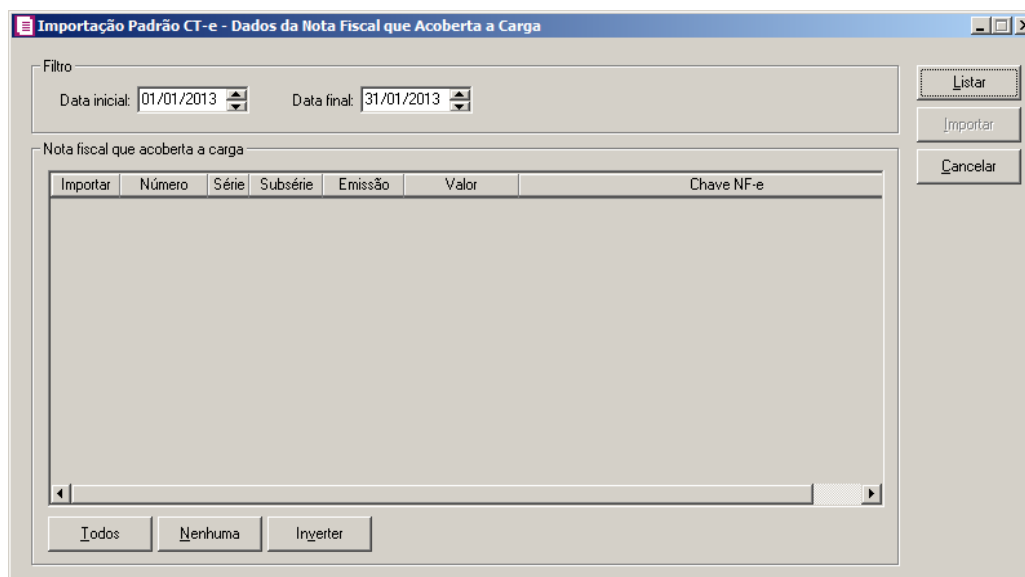 Importação Padrão CT-e - Dados da Nota Fiscal que Acoberta a Carga
Filtro
Data inicial: 01/01/2013 Data final: 31/01/2013
Listar
Importar
Cancelar
Nota fiscal que acoberta a carga
Importar Número Série Subsérie Emissão Valor Chave NF-e
Todos Nenhuma Inverter